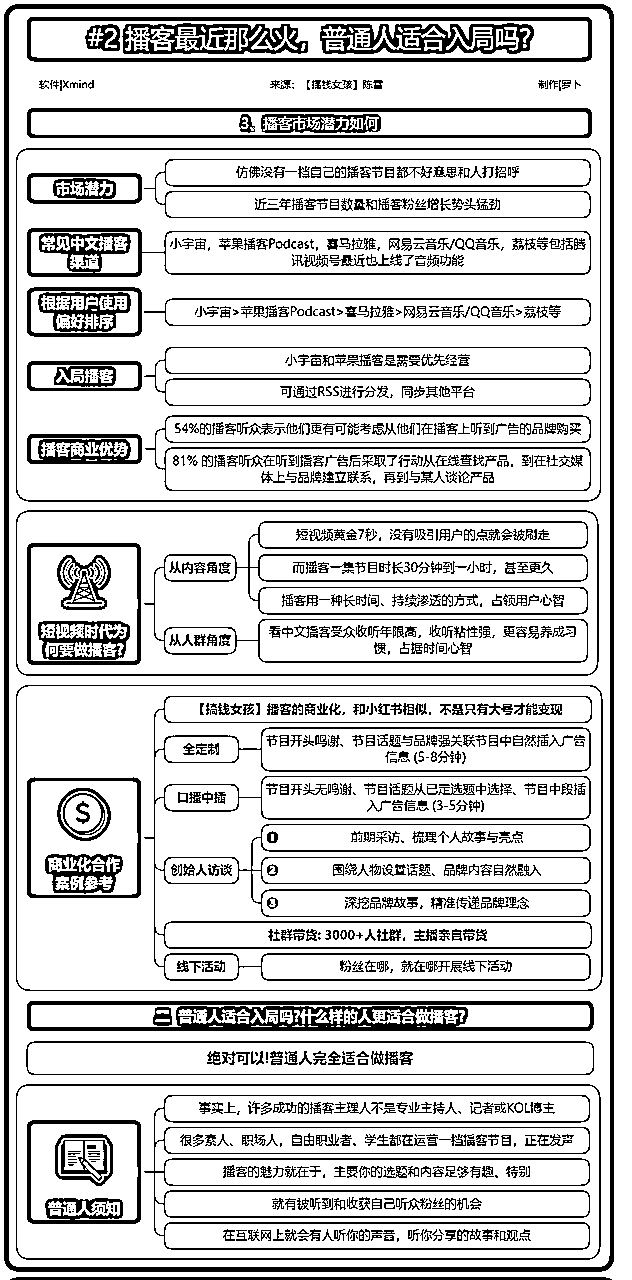 #2 播客最近那么火，普通人适合入局吗?
软件|Xmind
来源：【搞钱女孩】陈雷
制作|罗卜
3、播客市场潜力如何
市场潜力
仿佛没有一档自己的播客节目都不好意思和人打招呼
近三年播客节目数量和播客粉丝增长势头猛劲
常见中文播客
渠道
小宇宙，苹果播客Podcast，喜马拉雅，网易云音乐/QQ音乐，荔枝等包括腾
讯视频号最近也上线了音频功能
根据用户使用
偏好排序
小宇宙>苹果播客Podcast>喜马拉雅>网易云音乐/QQ音乐>荔枝等
入局播客
小宇宙和苹果播客是需要优先经营
可通过RSS进行分发，同步其他平台
播客商业优势
54%的播客听众表示他们更有可能考虑从他们在播客上听到广告的品牌购买
81% 的播客听众在听到播客广告后采取了行动从在线查找产品，到在社交媒
体上与品牌建立联系，再到与某人谈论产品
短视频时代为
何要做播客?
从内容角度
短视频黄金7秒，没有吸引用户的点就会被刷走
而播客一集节目时长30分钟到一小时，甚至更久
播客用一种长时间、持续渗透的方式，占领用户心智
从人群角度
看中文播客受众收听年限高，收听粘性强，更容易养成习
惯，占据时间心智
商业化合作
案例参考
【搞钱女孩】播客的商业化，和小红书相似，不是只有大号才能变现
全定制
节目开头鸣谢、节目话题与品牌强关联节目中自然插入广告
信息 (5-8分钟)
口播中插
节目开头无鸣谢、节目话题从已定选题中选择、节目中段插
入广告信息 (3-5分钟)
创始人访谈
❶ 前期采访、梳理个人故事与亮点
❷ 围绕人物设置话题、品牌内容自然融入
❸ 深挖品牌故事，精准传递品牌理念
社群带货: 3000+人社群，主播亲自带货
线下活动
粉丝在哪，就在哪开展线下活动
二 普通人适合入局吗?什么样的人更适合做播客?
绝对可以!普通人完全适合做播客
普通人须知
事实上，许多成功的播客主理人不是专业主持人、记者或KOL博主
很多素人、职场人，自由职业者、学生都在运营一档播客节目，正在发声
播客的魅力就在于，主要你的选题和内容足够有趣、特别
就有被听到和收获自己听众粉丝的机会
在互联网上就会有人听你的声音，听你分享的故事和观点